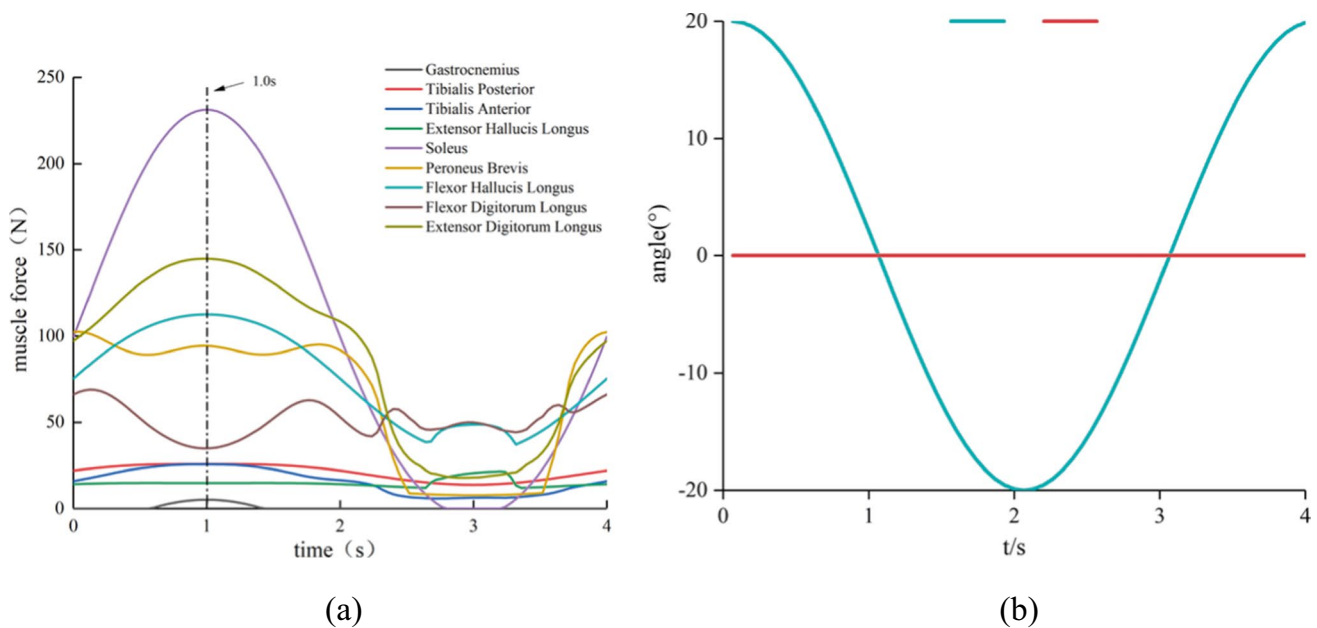 250
200
150
100
50
0
muscle force（N）
0 1 2 3 4
time（s）
1.0s
Gastrocnemius
Tibialis Posterior
Tibialis Anterior
Extensor Hallucis Longus
Soleus
Peroneus Brevis
Flexor Hallucis Longus
Flexor Digitorum Longus
Extensor Digitorum Longus
(a)
20
10
0
-10
-20
angle(°)
0 1 2 3 4
t/s
(b)